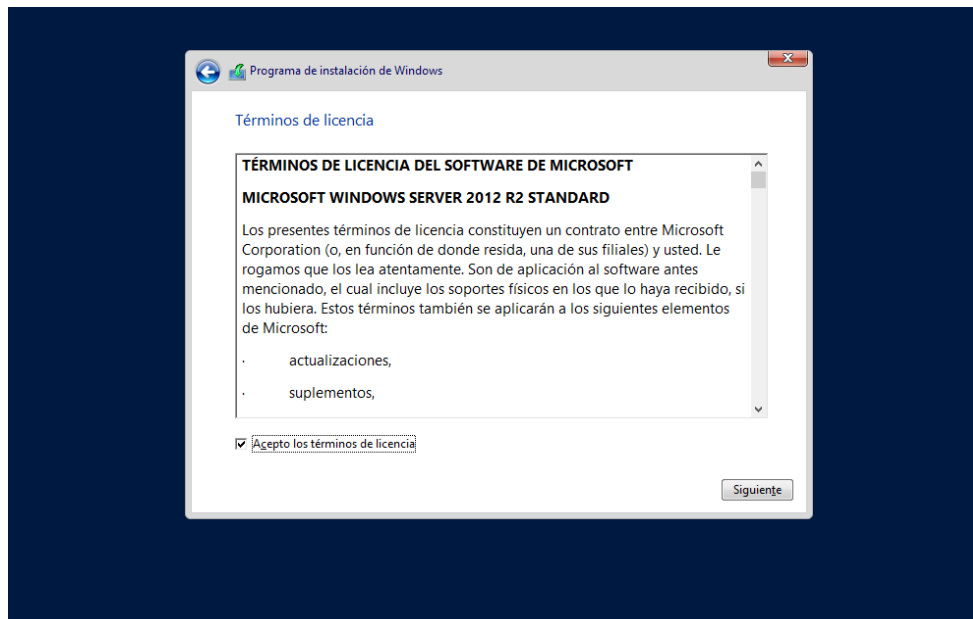 Programa de instalación de Windows
Términos de licencia
TÉRMINOS DE LICENCIA DEL SOFTWARE DE MICROSOFT
MICROSOFT WINDOWS SERVER 2012 R2 STANDARD
Los presentes términos de licencia constituyen un contrato entre Microsoft
Corporation (o, en función de donde resida, una de sus filiales) y usted. Le
rogamos que los lea atentamente. Son de aplicación al software antes
mencionado, el cual incluye los soportes físicos en los que lo haya recibido, si
los hubiera. Estos términos también se aplicarán a los siguientes elementos
de Microsoft:
· actualizaciones,
· suplementos,
Acepto los términos de licencia
Siguiente